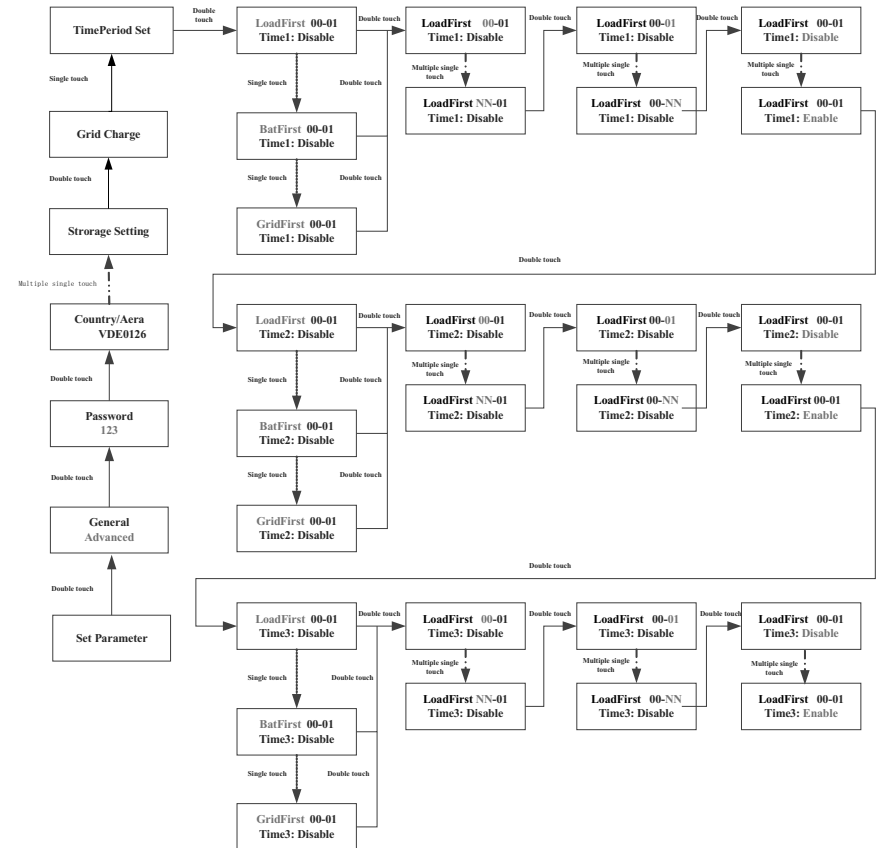 TimePeriod Set
Double
touch
LoadFirst 00-01
Time1: Disable
Double touch
LoadFirst 00-01
Time1: Disable
Double touch
LoadFirst 00-01
Time1: Disable
Double touch
LoadFirst 00-01
Time1: Disable
Single touch
Single touch
Double touch
Multiple single
touch
Multiple single
touch
Multiple single
touch
LoadFirst NN-01
Time1: Disable
LoadFirst 00-NN
Time1: Disable
LoadFirst 00-01
Time1: Enable
Grid Charge
BatFirst 00-01
Time1: Disable
Double touch
Single touch
Double touch
Strorage Setting
GridFirst 00-01
Time1: Disable
Double touch
Multiple single touch
Country/Aera
VDE0126
LoadFirst 00-01
Time2: Disable
Double touch
LoadFirst 00-01
Time2: Disable
Double touch
LoadFirst 00-01
Time2: Disable
Double touch
LoadFirst 00-01
Time2: Disable
Double touch
Single touch
Double touch
Multiple single
touch
Multiple single
touch
Multiple single
touch
LoadFirst NN-01
Time2: Disable
LoadFirst 00-NN
Time2: Disable
LoadFirst 00-01
Time2: Enable
Password
123
BatFirst 00-01
Time2: Disable
Double touch
Single touch
Double touch
General
Advanced
GridFirst 00-01
Time2: Disable
Double touch
Double touch
Set Parameter
LoadFirst 00-01
Time3: Disable
Double touch
LoadFirst 00-01
Time3: Disable
Double touch
LoadFirst 00-01
Time3: Disable
Double touch
LoadFirst 00-01
Time3: Disable
Single touch
Double touch
Multiple single
touch
Multiple single
touch
Multiple single
touch
LoadFirst NN-01
Time3: Disable
LoadFirst 00-NN
Time3: Disable
LoadFirst 00-01
Time3: Enable
BatFirst 00-01
Time3: Disable
Single touch
Double touch
GridFirst 00-01
Time3: Disable